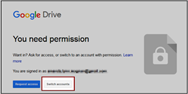 Google Drive
You need permission
Want in? Ask for access, or switch to an account with permission. Learn
more
You are signed in as
Request access
Switch accounts